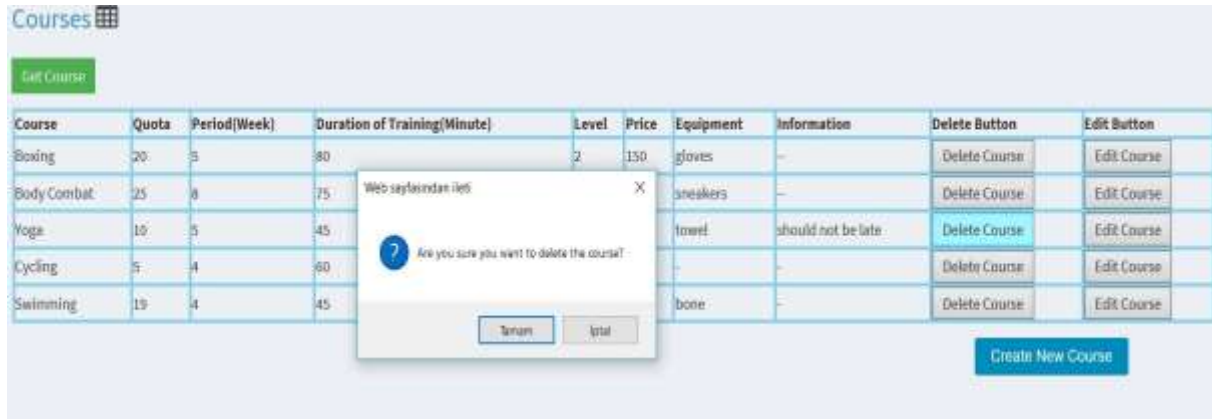 Courses
Get Course
Course Quota Period(Week) Duration of Training(Minute) Level Price Equipment Information Delete Button Edit Button
Boxing 20 5 80 2 150 gloves -- Delete Course Edit Course
Body Combat 25 8 75 sneakers -- Delete Course Edit Course
Yoga 10 5 45 towel should not be late Delete Course Edit Course
Cycling 5 4 60 - - Delete Course Edit Course
Swimming 19 4 45 bone - Delete Course Edit Course
Web sayfasından ileti X
? Are you sure you want to delete the course?
Tamam İptal
Create New Course